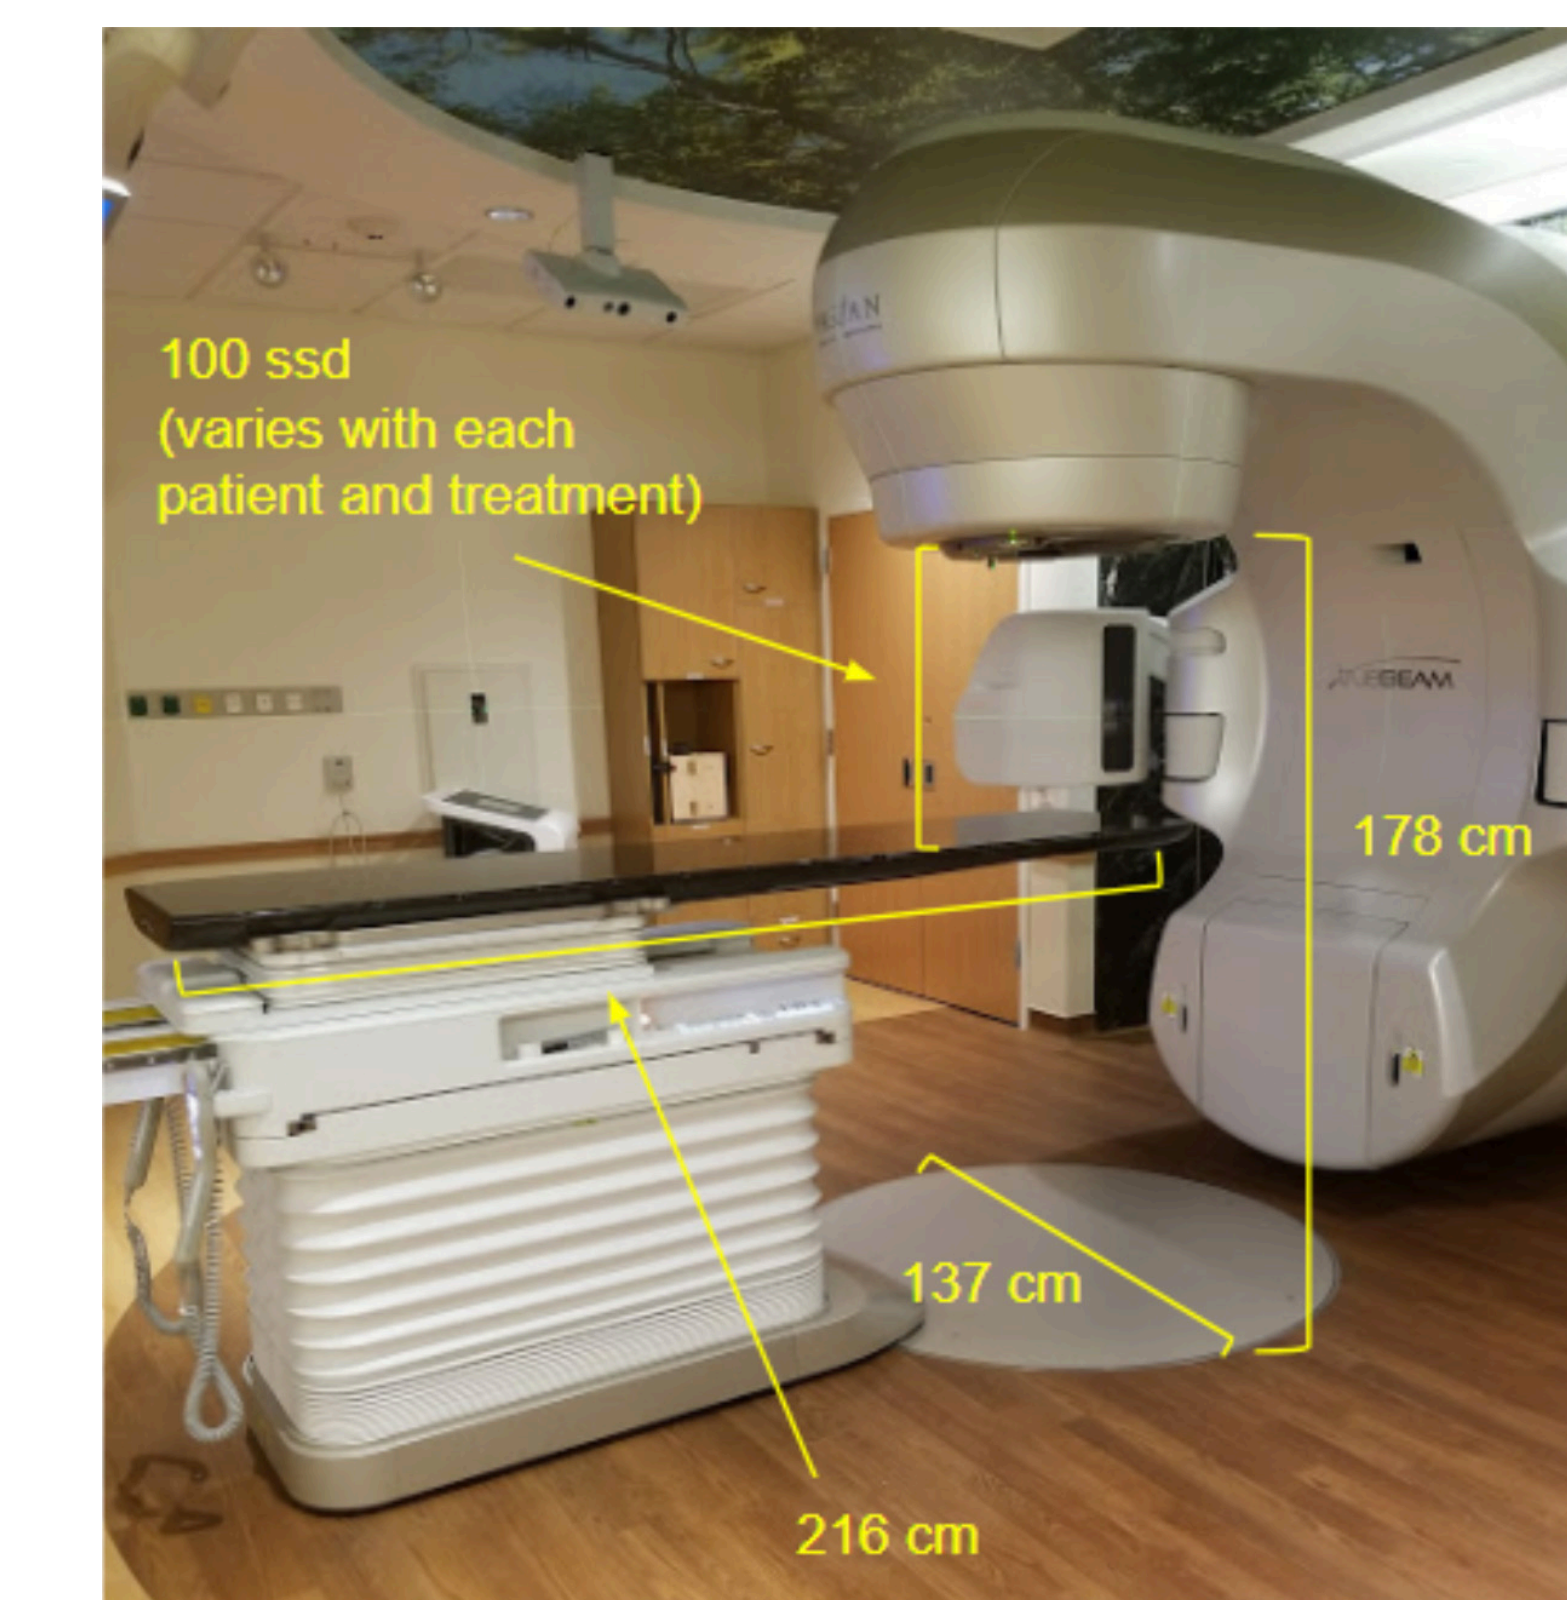 100 ssd
(varies with each
patient and treatment)
178 cm
137 cm
216 cm